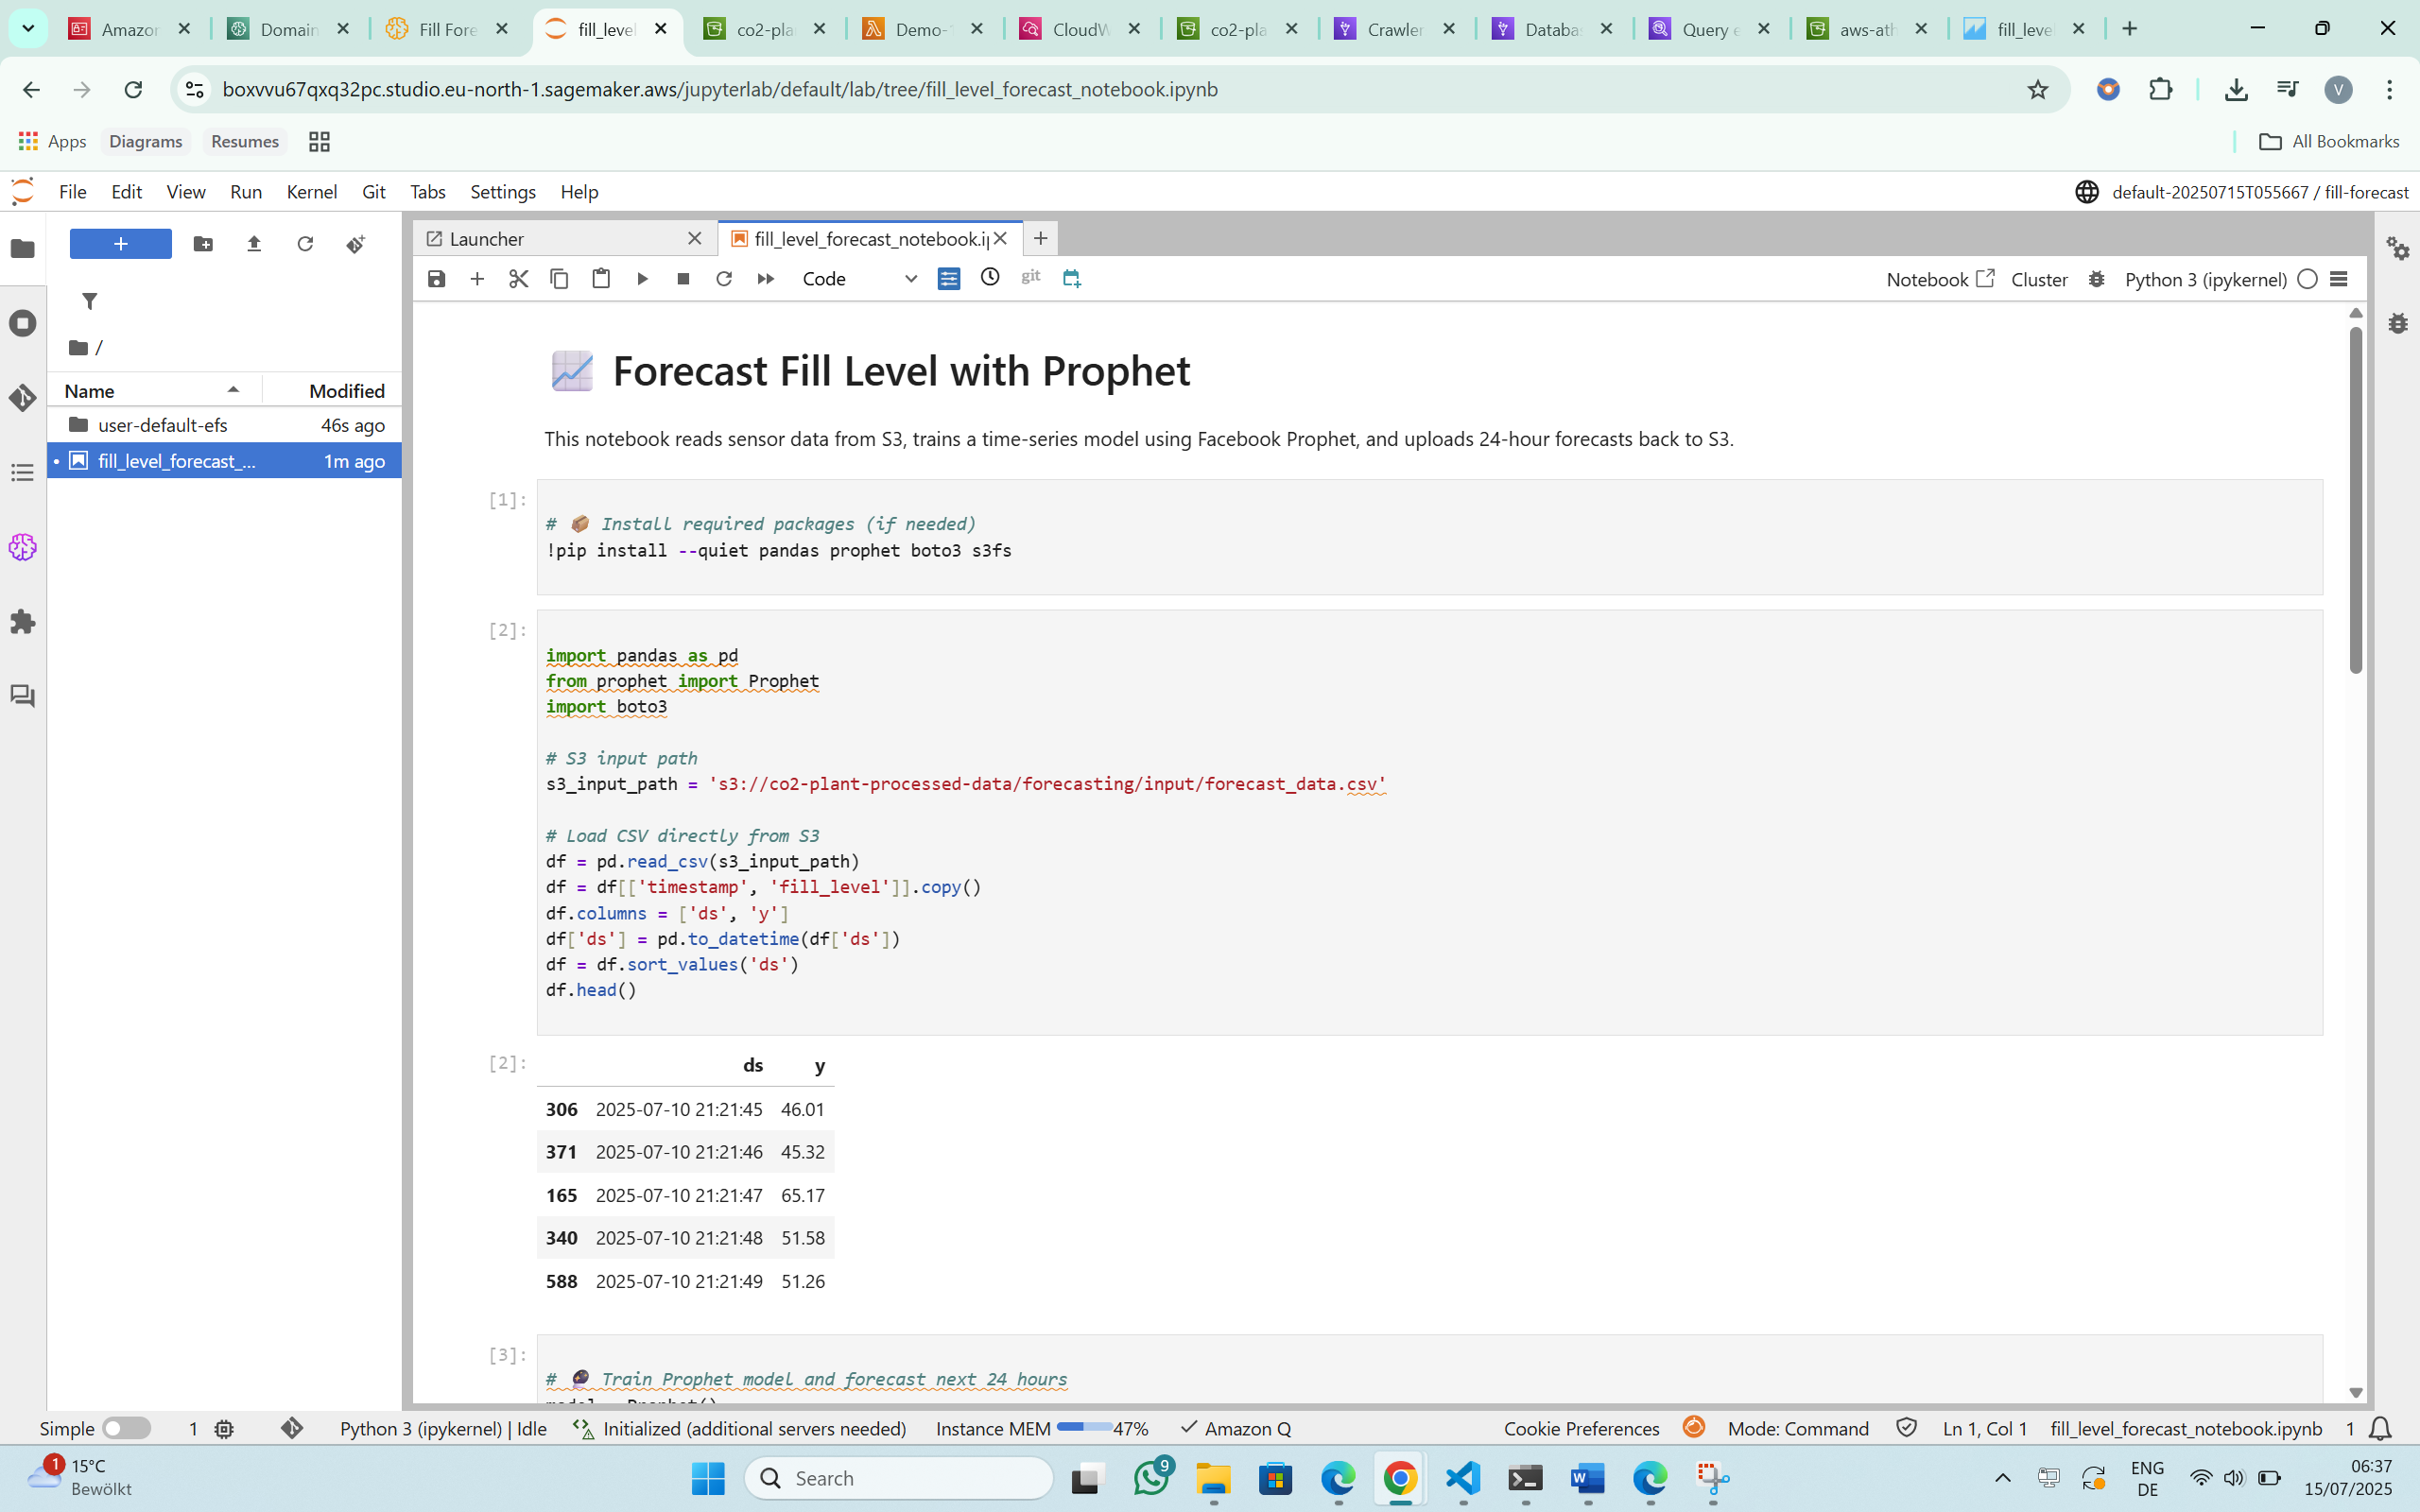 Amazor
Domain
Fill Fore
fill_level
co2-pla
Demo-1
CloudW
co2-pla
Crawler
Databa
Query e
aws-ath
fill_leve
boxvvu67qxq32pc.studio.eu-north-1.sagemaker.aws/jupyterlab/default/lab/tree/fill_level_forecast_notebook.ipynb
V
Apps
Diagrams
Resumes
All Bookmarks
File Edit View Run Kernel Git Tabs Settings Help
default-20250715T055667 / fill-forecast
+
/
Name Modified
user-default-efs 46s ago
fill_level_forecast_... 1m ago
Launcher
fill_level_forecast_notebook.ip
Code
git
Notebook
Cluster
Python 3 (ipykernel)
📈 Forecast Fill Level with Prophet
This notebook reads sensor data from S3, trains a time-series model using Facebook Prophet, and uploads 24-hour forecasts back to S3.
[1]:
# 📦 Install required packages (if needed)
!pip install --quiet pandas prophet boto3 s3fs
[2]:
import pandas as pd
from prophet import Prophet
import boto3
# S3 input path
s3_input_path = 's3://co2-plant-processed-data/forecasting/input/forecast_data.csv'
# Load CSV directly from S3
df = pd.read_csv(s3_input_path)
df = df[['timestamp', 'fill_level']].copy()
df.columns = ['ds', 'y']
df['ds'] = pd.to_datetime(df['ds'])
df = df.sort_values('ds')
df.head()
[2]:
ds y
306 2025-07-10 21:21:45 46.01
371 2025-07-10 21:21:46 45.32
165 2025-07-10 21:21:47 65.17
340 2025-07-10 21:21:48 51.58
588 2025-07-10 21:21:49 51.26
[3]:
# 🔮 Train Prophet model and forecast next 24 hours
model = Prophet()
Simple 1 Python 3 (ipykernel) | Idle Initialized (additional servers needed) Instance MEM 47% Amazon Q Cookie Preferences Mode: Command Ln 1, Col 1 fill_level_forecast_notebook.ipynb 1
1
15°C
Bewölkt
Search
9
ENG
DE
06:37
15/07/2025